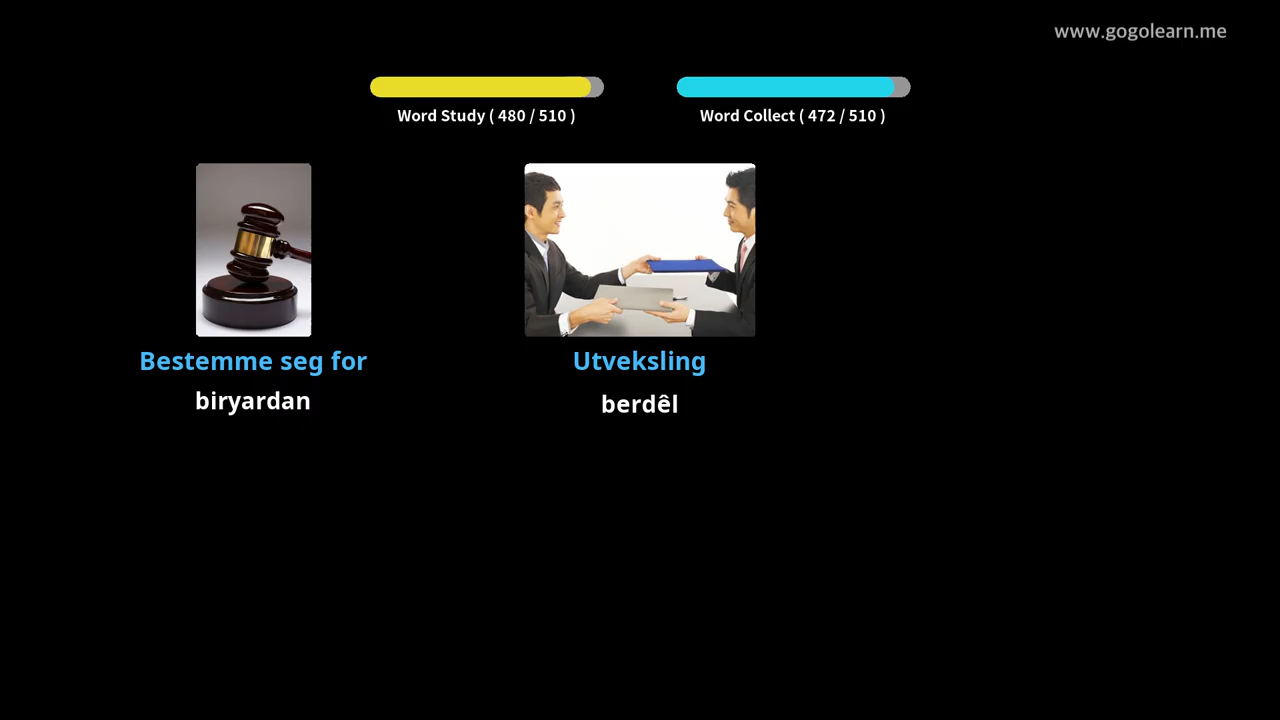 www.gogolearn.me
Word Study ( 480 / 510 )
Word Collect ( 472 / 510 )
Bestemme seg for
biryardan
Utveksling
berdêl